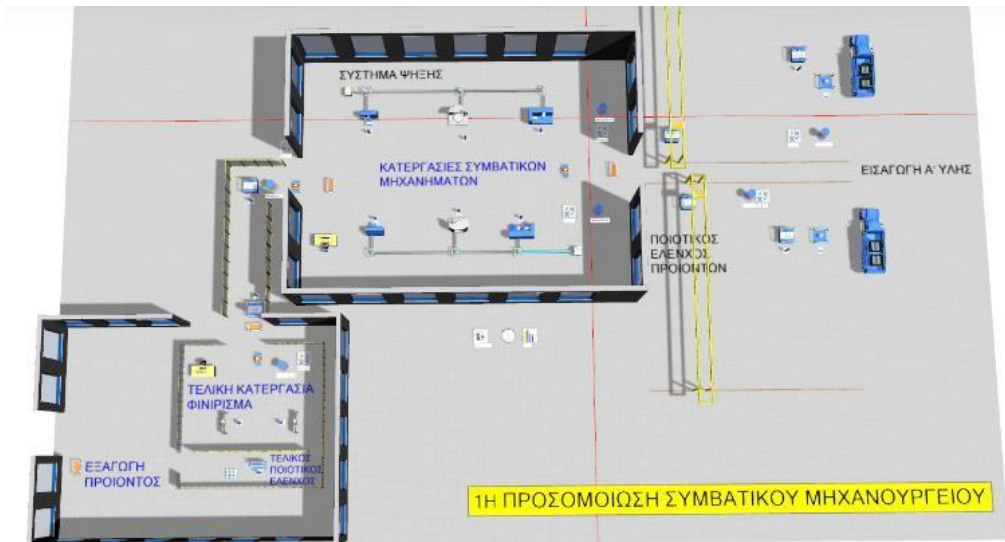 ΣΥΣΤΗΜΑ ΨΗΞΗΣ
ΚΑΤΕΡΓΑΣΙΕΣ ΣΥΜΒΑΤΙΚΩΝ
ΜΗΧΑΝΗΜΑΤΩΝ
ΕΙΣΑΓΩΓΗ Α' ΥΛΗΣ
ΠΟΙΟΤΙΚΟΣ
ΕΛΕΝΧΟΣ
ΠΡΟΙΟΝΤΩΝ
ΤΕΛΙΚΗ ΚΑΤΕΡΓΑΣΙΑ
ΦΙΝΙΡΙΣΜΑ
ΕΞΑΓΩΓΗ
ΠΡΟΙΟΝΤΟΣ
ΤΕΛΙΚΟΣ
ΠΟΙΟΤΙΚΟΣ
ΕΛΕΝΧΟΣ
1Η ΠΡΟΣΟΜΟΙΩΣΗ ΣΥΜΒΑΤΙΚΟΥ ΜΗΧΑΝΟΥΡΓΕΙΟΥ